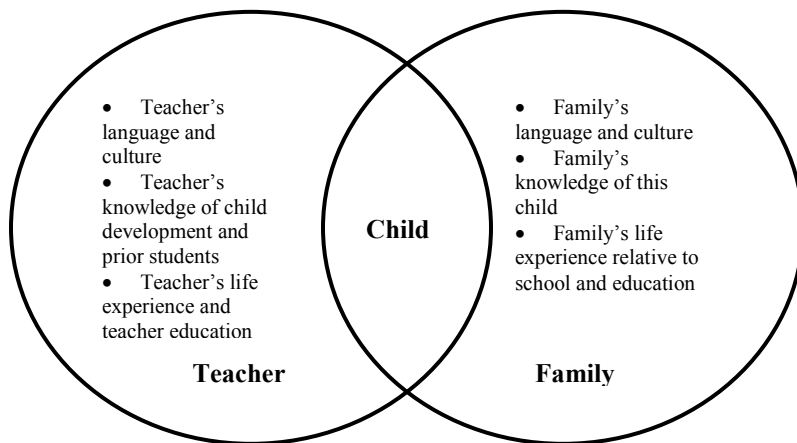 • Teacher’s
language and
culture
• Teacher’s
knowledge of child
development and
prior students
• Teacher’s life
experience and
teacher education
Teacher
Child
• Family’s
language and culture
• Family’s
knowledge of this
child
• Family’s life
experience relative to
school and education
Family